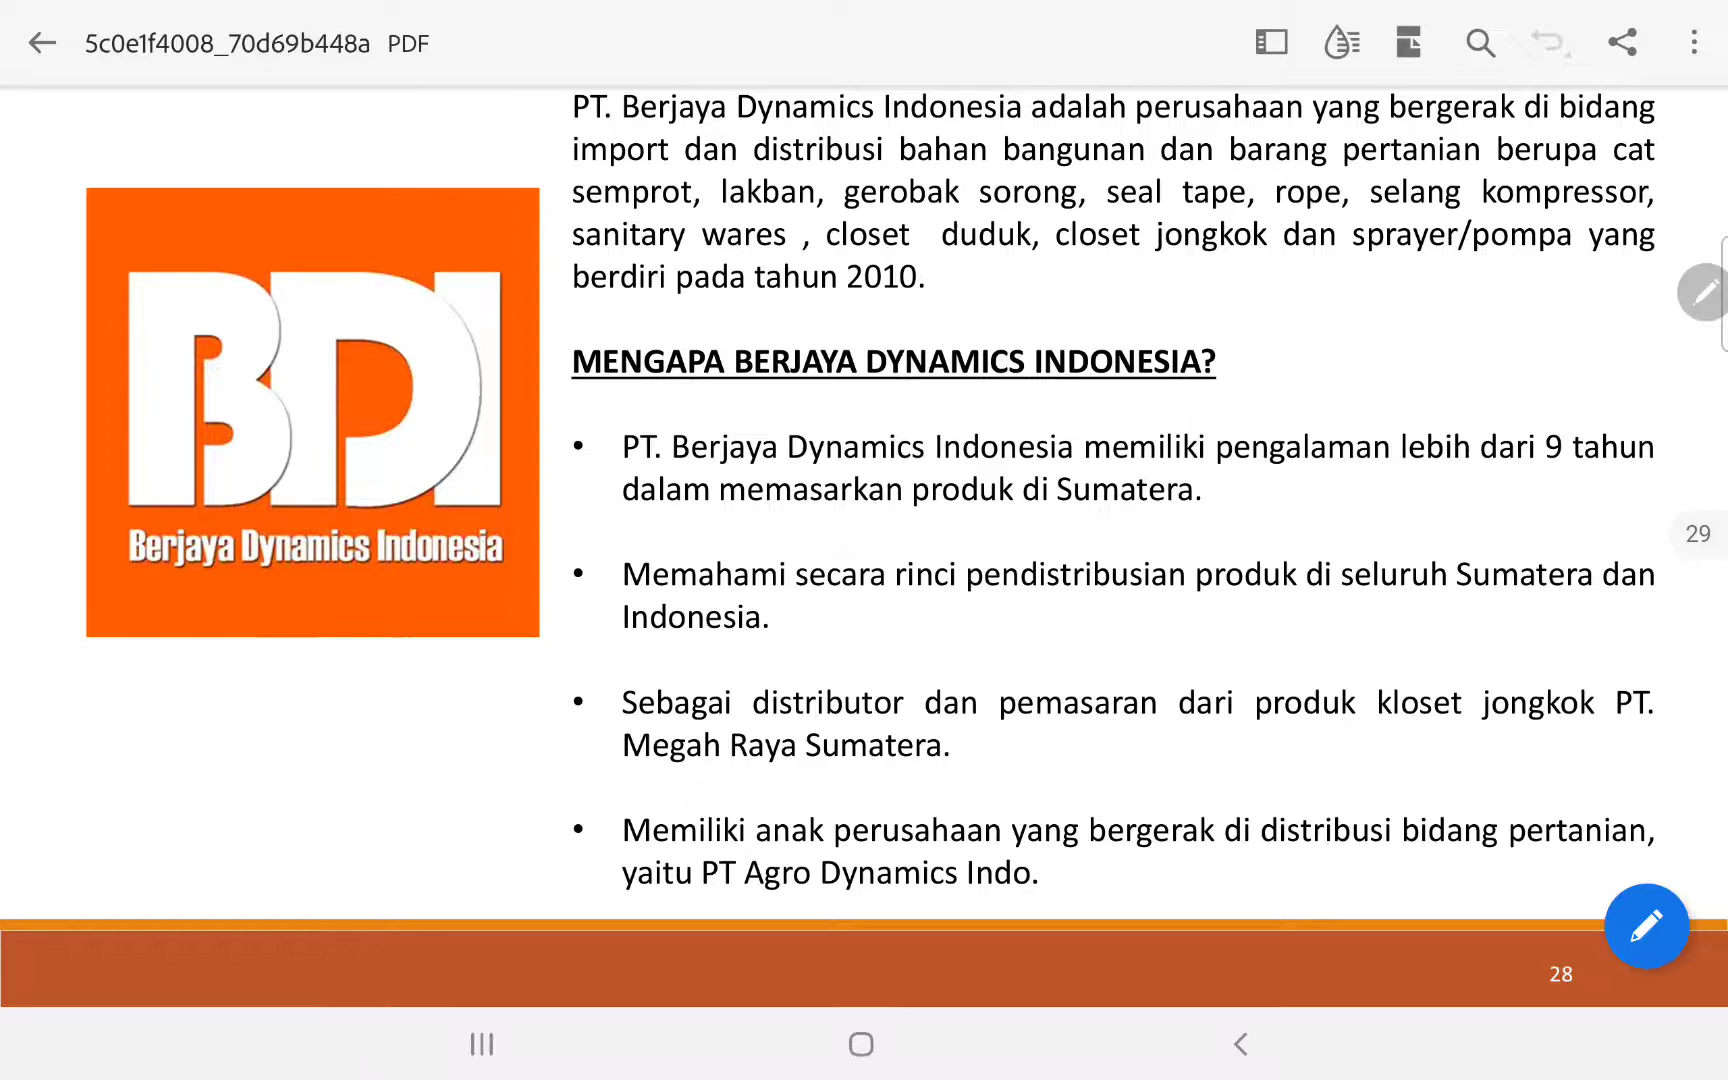 5c0e1f4008_70d69b448a PDF
PT. Berjaya Dynamics Indonesia adalah perusahaan yang bergerak di bidang
import dan distribusi bahan bangunan dan barang pertanian berupa cat
semprot, lakban, gerobak sorong, seal tape, rope, selang kompressor,
sanitary wares , closet duduk, closet jongkok dan sprayer/pompa yang
berdiri pada tahun 2010.
BDI
Berjaya Dynamics Indonesia
MENGAPA BERJAYA DYNAMICS INDONESIA?
• PT. Berjaya Dynamics Indonesia memiliki pengalaman lebih dari 9 tahun
dalam memasarkan produk di Sumatera.
29
• Memahami secara rinci pendistribusian produk di seluruh Sumatera dan
Indonesia.
• Sebagai distributor dan pemasaran dari produk kloset jongkok PT.
Megah Raya Sumatera.
• Memiliki anak perusahaan yang bergerak di distribusi bidang pertanian,
yaitu PT Agro Dynamics Indo.
28